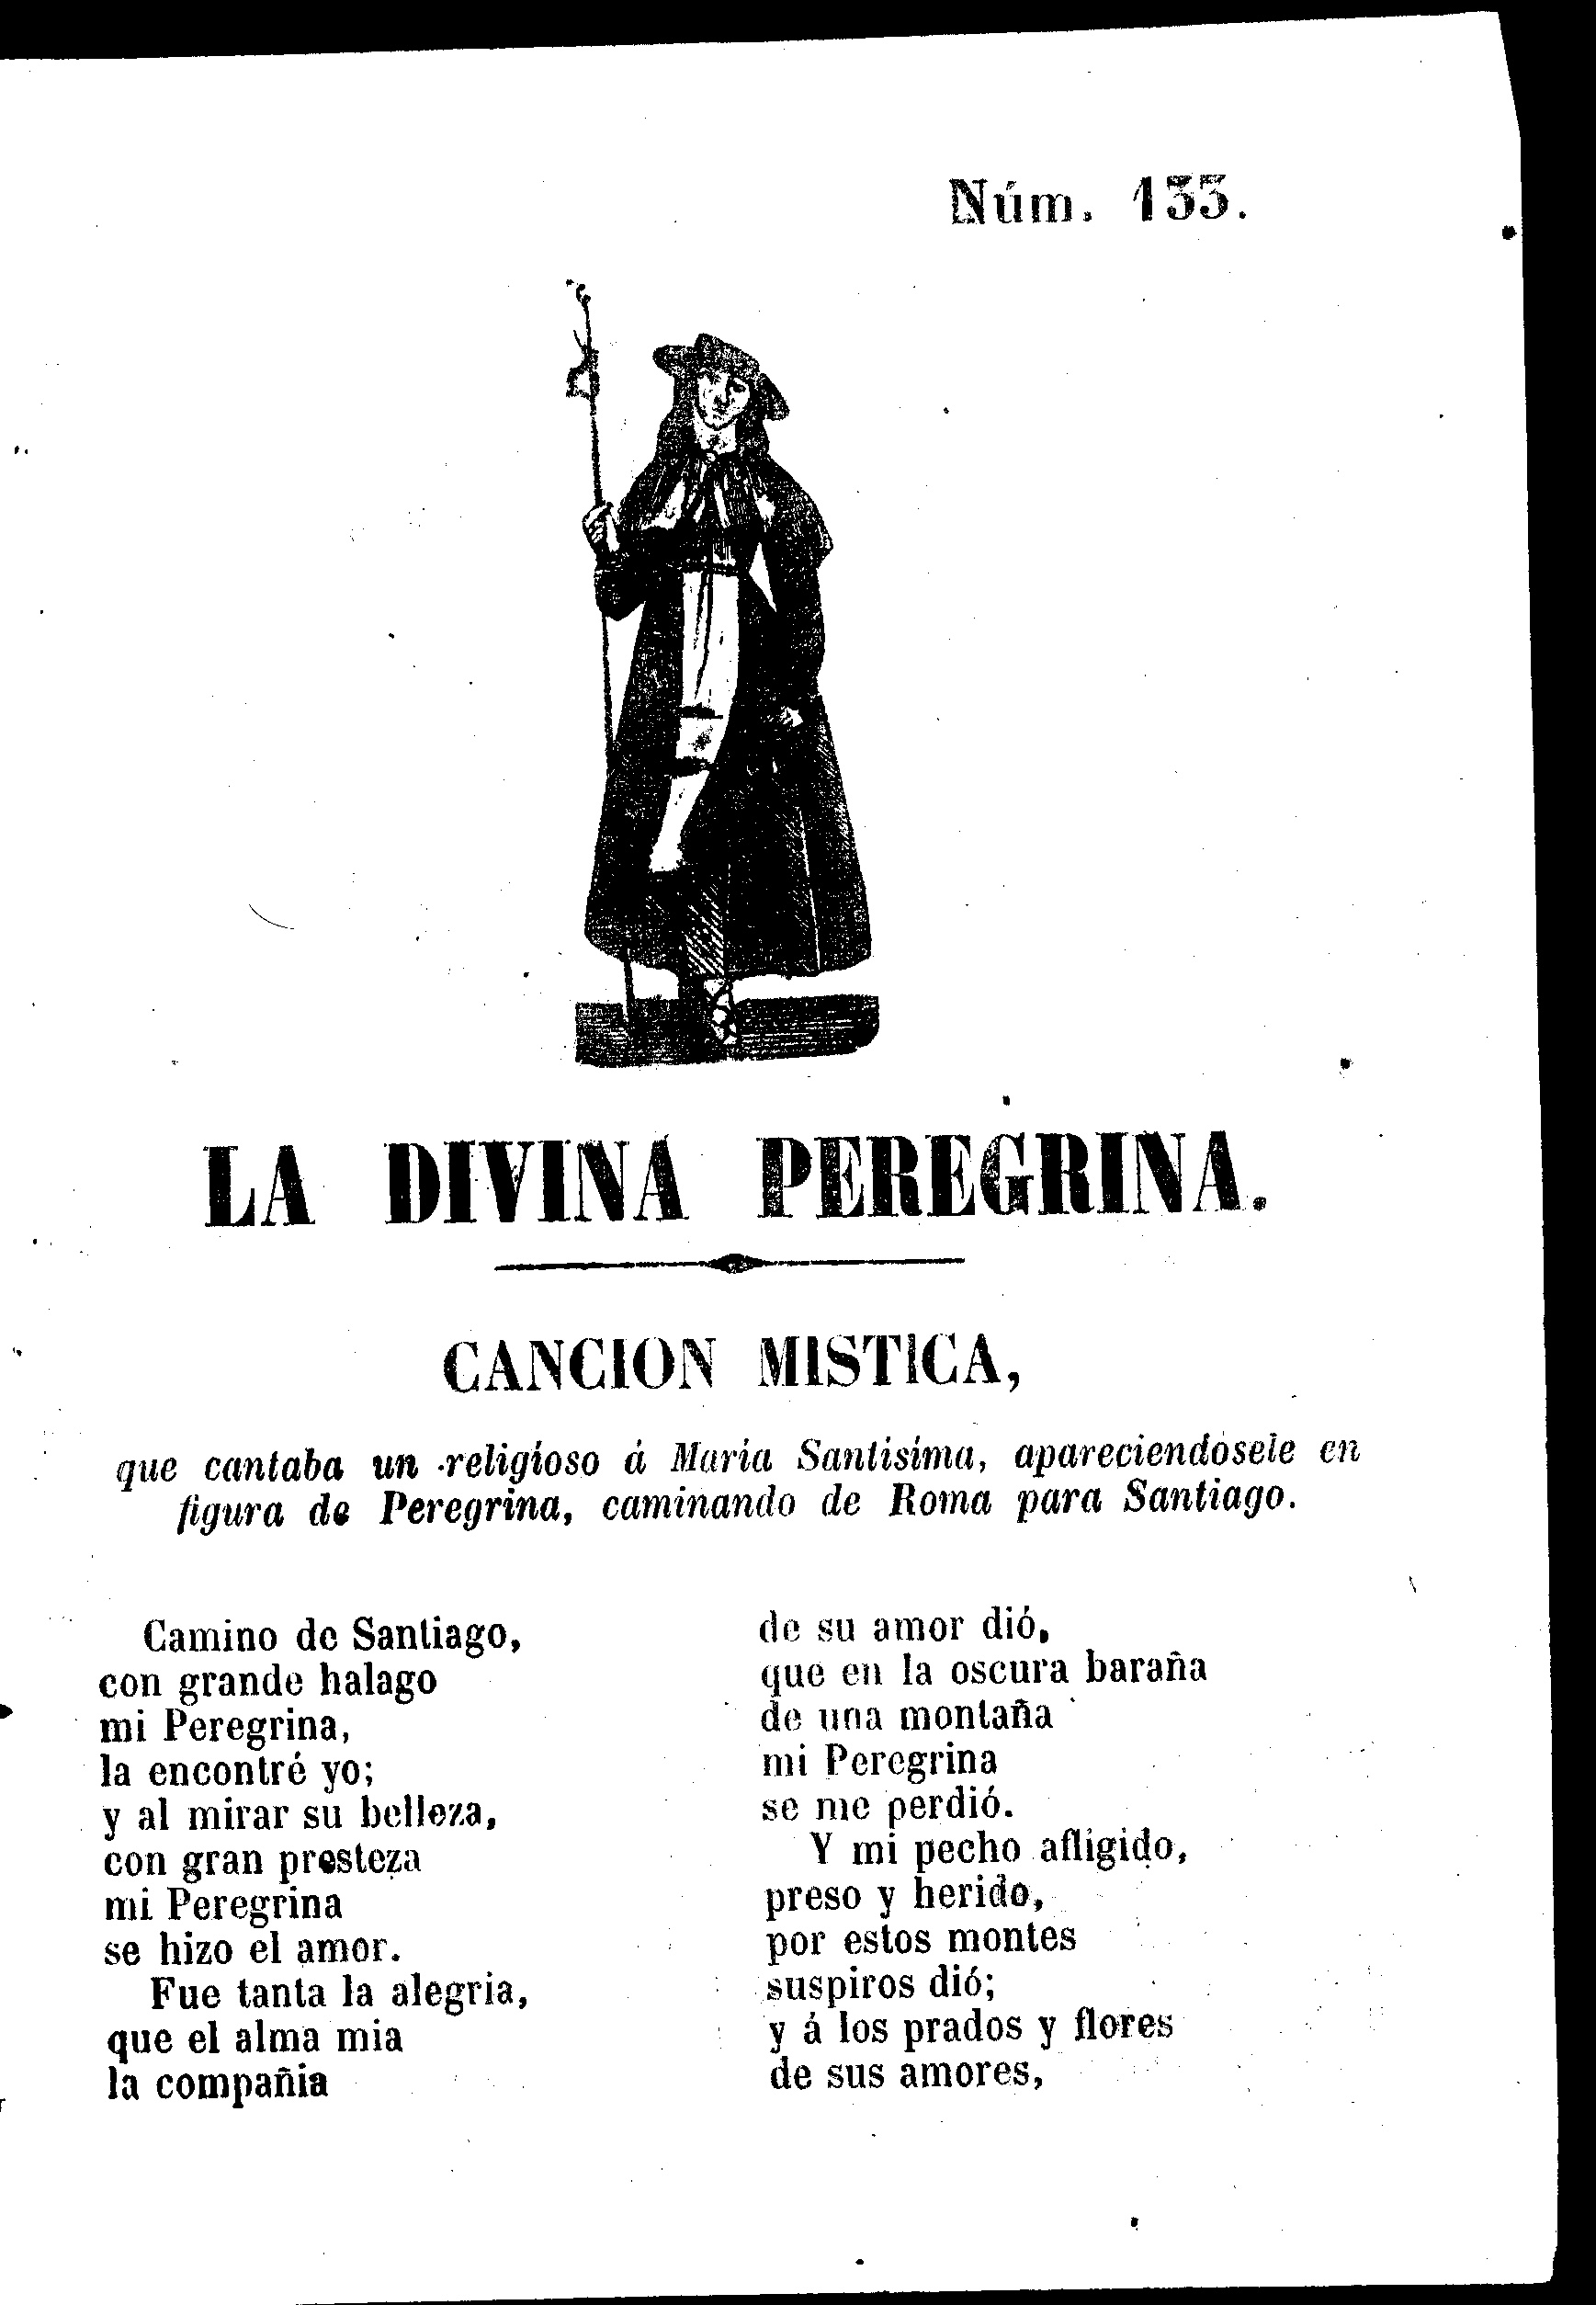 Núm. 133.
LA DIVINA PEREGRINA.
CANCION MISTICA,
que cantaba un religioso á Maria Santisima, apareciendosele en
figura de Peregrina, caminando de Roma para Santiago.
Camino de Santiago,
con grande halago
mi Peregrina,
la encontré yo;
y al mirar su belleza,
con gran presteza
mi Peregrina
se hizo el amor.
Fue tanta la alegria,
que el alma mia
la compañia
de su amor dió,
que en la oscura baraña
de una montaña
mi Peregrina
se me perdió.
Y mi pecho afligido,
preso y herido,
por estos montes
suspiros dió;
y á los prados y flores
de sus amores,